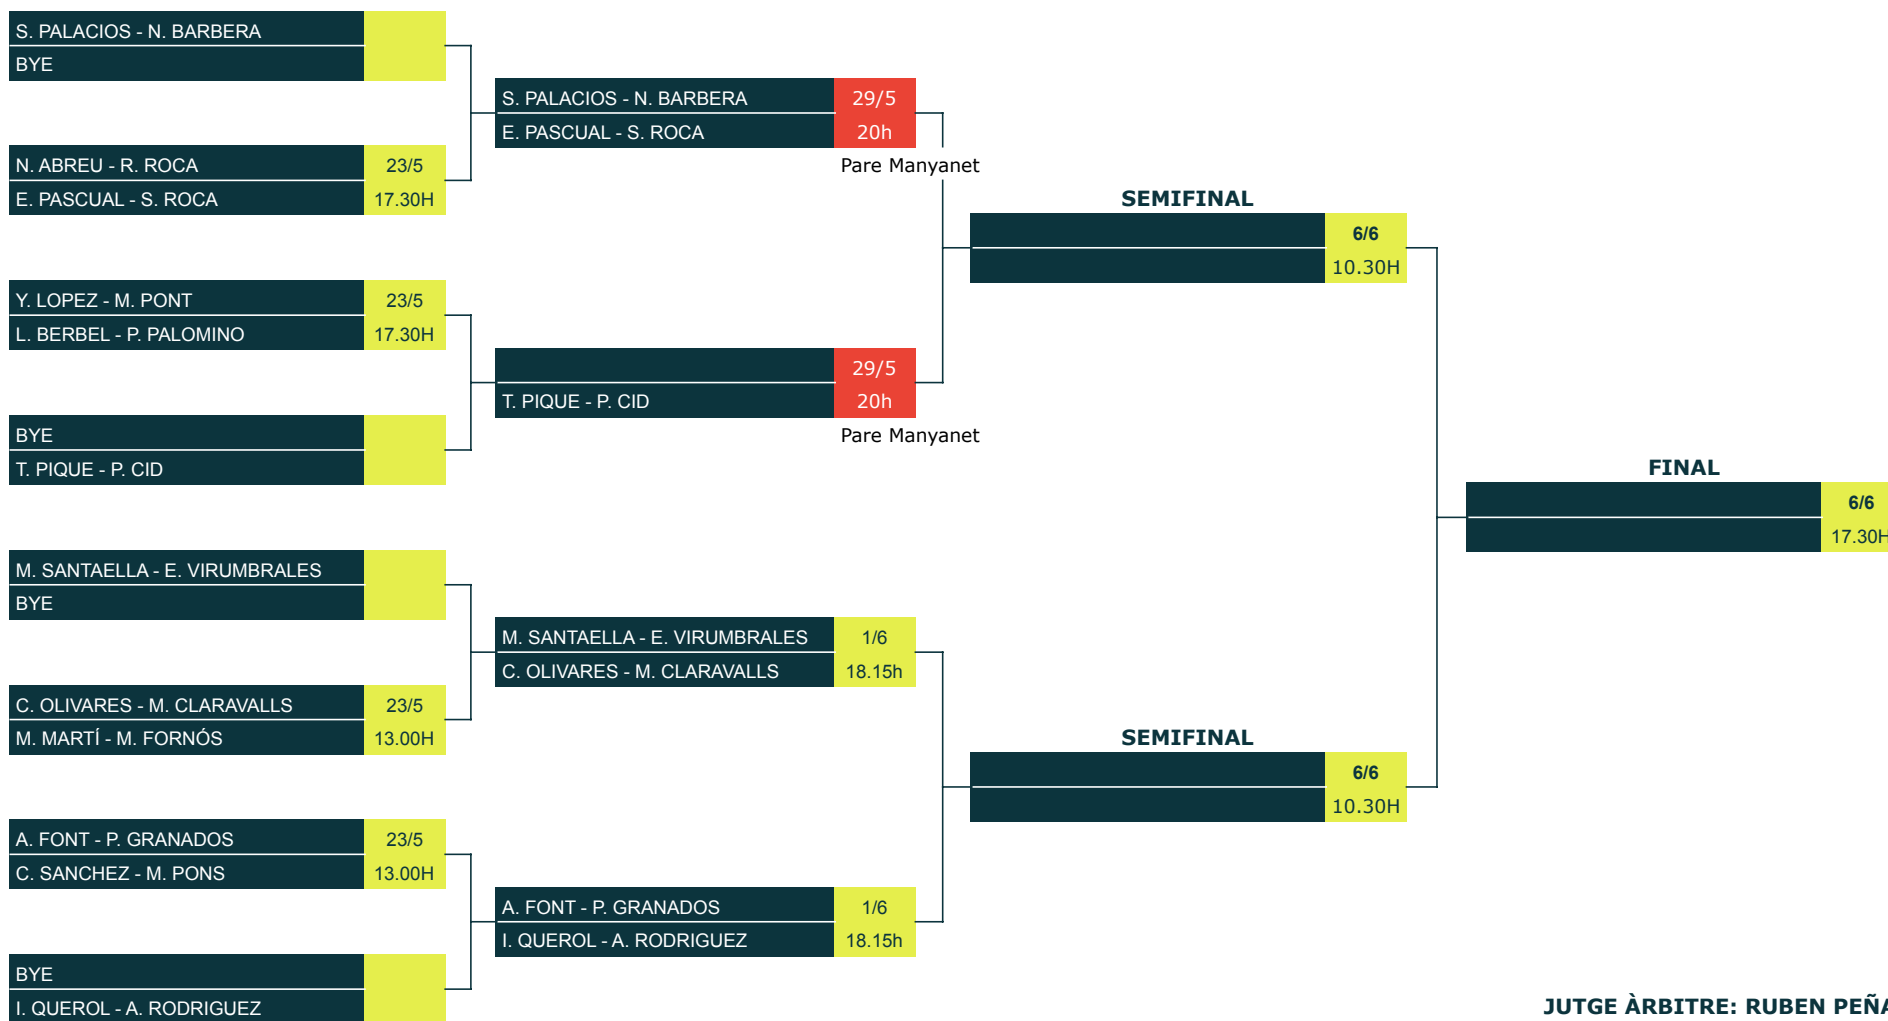 S. PALACIOS - N. BARBERA
BYE
N. ABREU - R. ROCA
23/5
E. PASCUAL - S. ROCA
17.30H
Y. LOPEZ - M. PONT
23/5
L. BERBEL - P. PALOMINO
17.30H
BYE
T. PIQUE - P. CID
M. SANTAELLA - E. VIRUMBRALES
BYE
C. OLIVARES - M. CLARAVALLS
23/5
M. MARTÍ - M. FORNÓS
13.00H
A. FONT - P. GRANADOS
23/5
C. SANCHEZ - M. PONS
13.00H
BYE
I. QUEROL - A. RODRIGUEZ
S. PALACIOS - N. BARBERA
29/5
E. PASCUAL - S. ROCA
20h
Pare Manyanet
29/5
T. PIQUE - P. CID
20h
Pare Manyanet
M. SANTAELLA - E. VIRUMBRALES
1/6
C. OLIVARES - M. CLARAVALLS
18.15h
A. FONT - P. GRANADOS
1/6
I. QUEROL - A. RODRIGUEZ
18.15h
SEMIFINAL
6/6
10.30H
SEMIFINAL
6/6
10.30H
FINAL
6/6
17.30H
JUTGE ÀRBITRE: RUBEN PEÑA